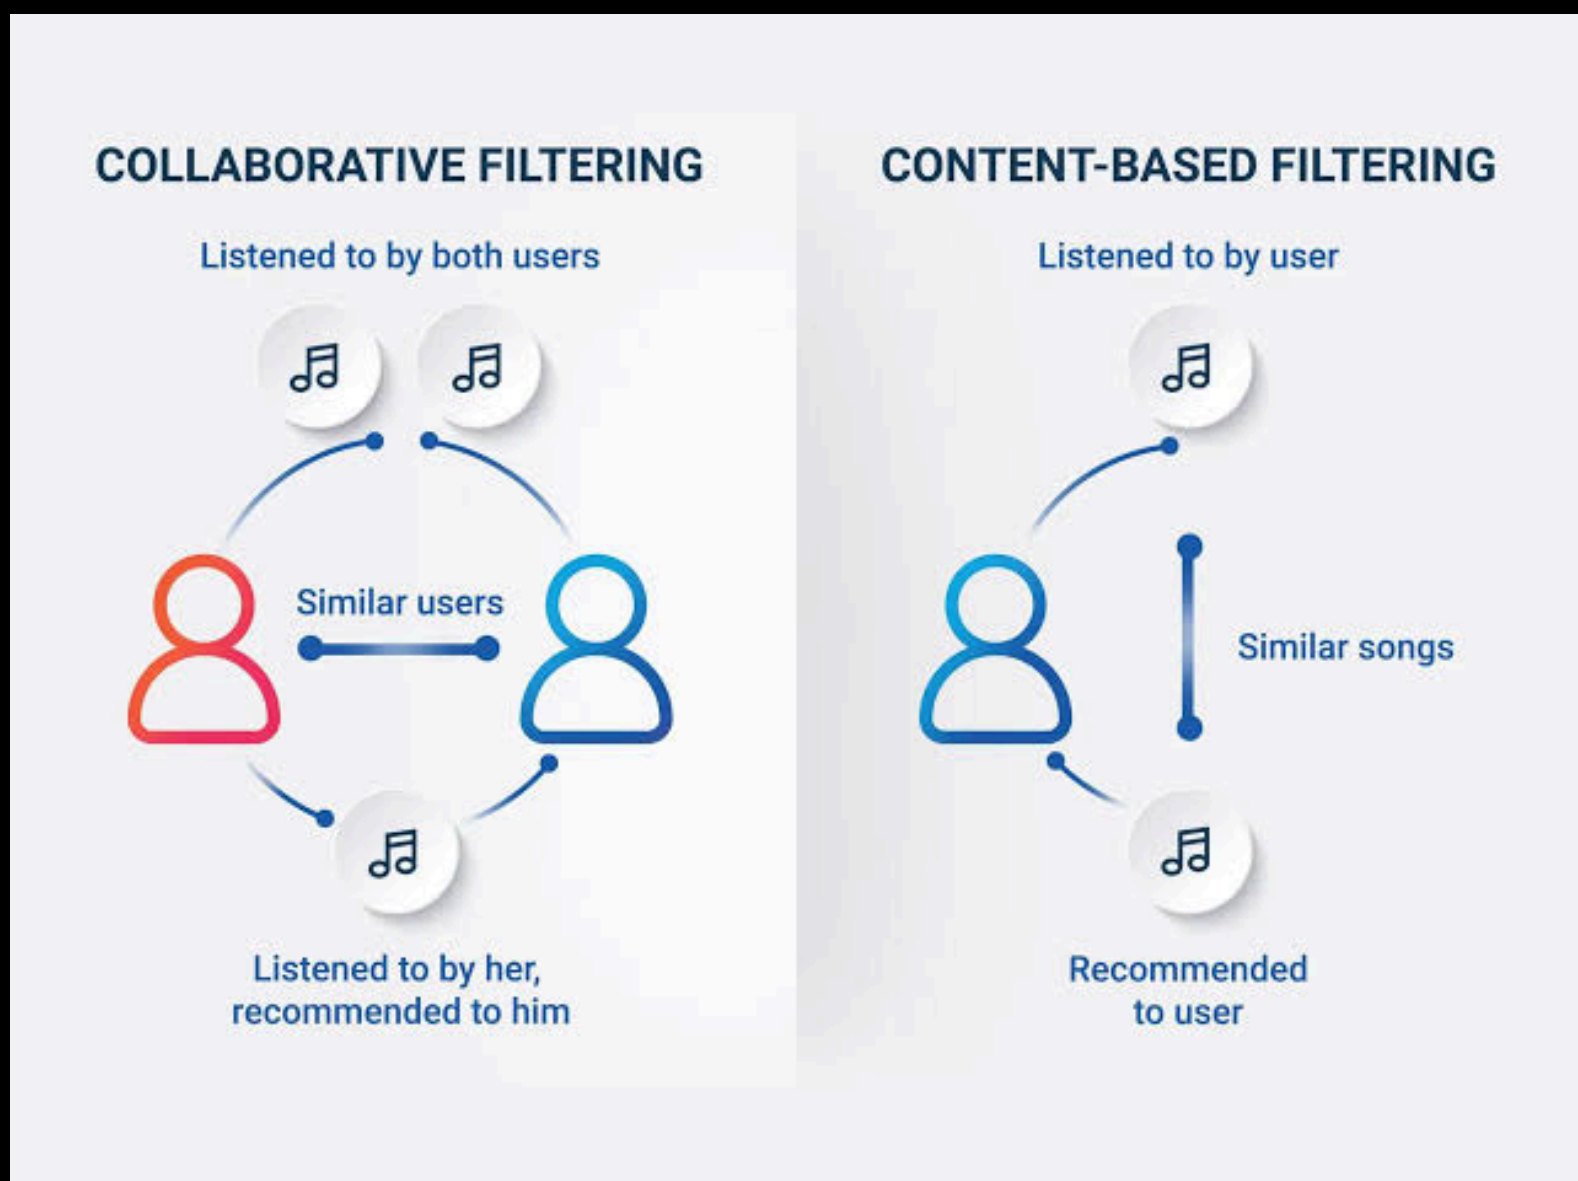 COLLABORATIVE FILTERING
Listened to by both users
Similar users
Listened to by her,
recommended to him
CONTENT-BASED FILTERING
Listened to by user
Similar songs
Recommended
to user